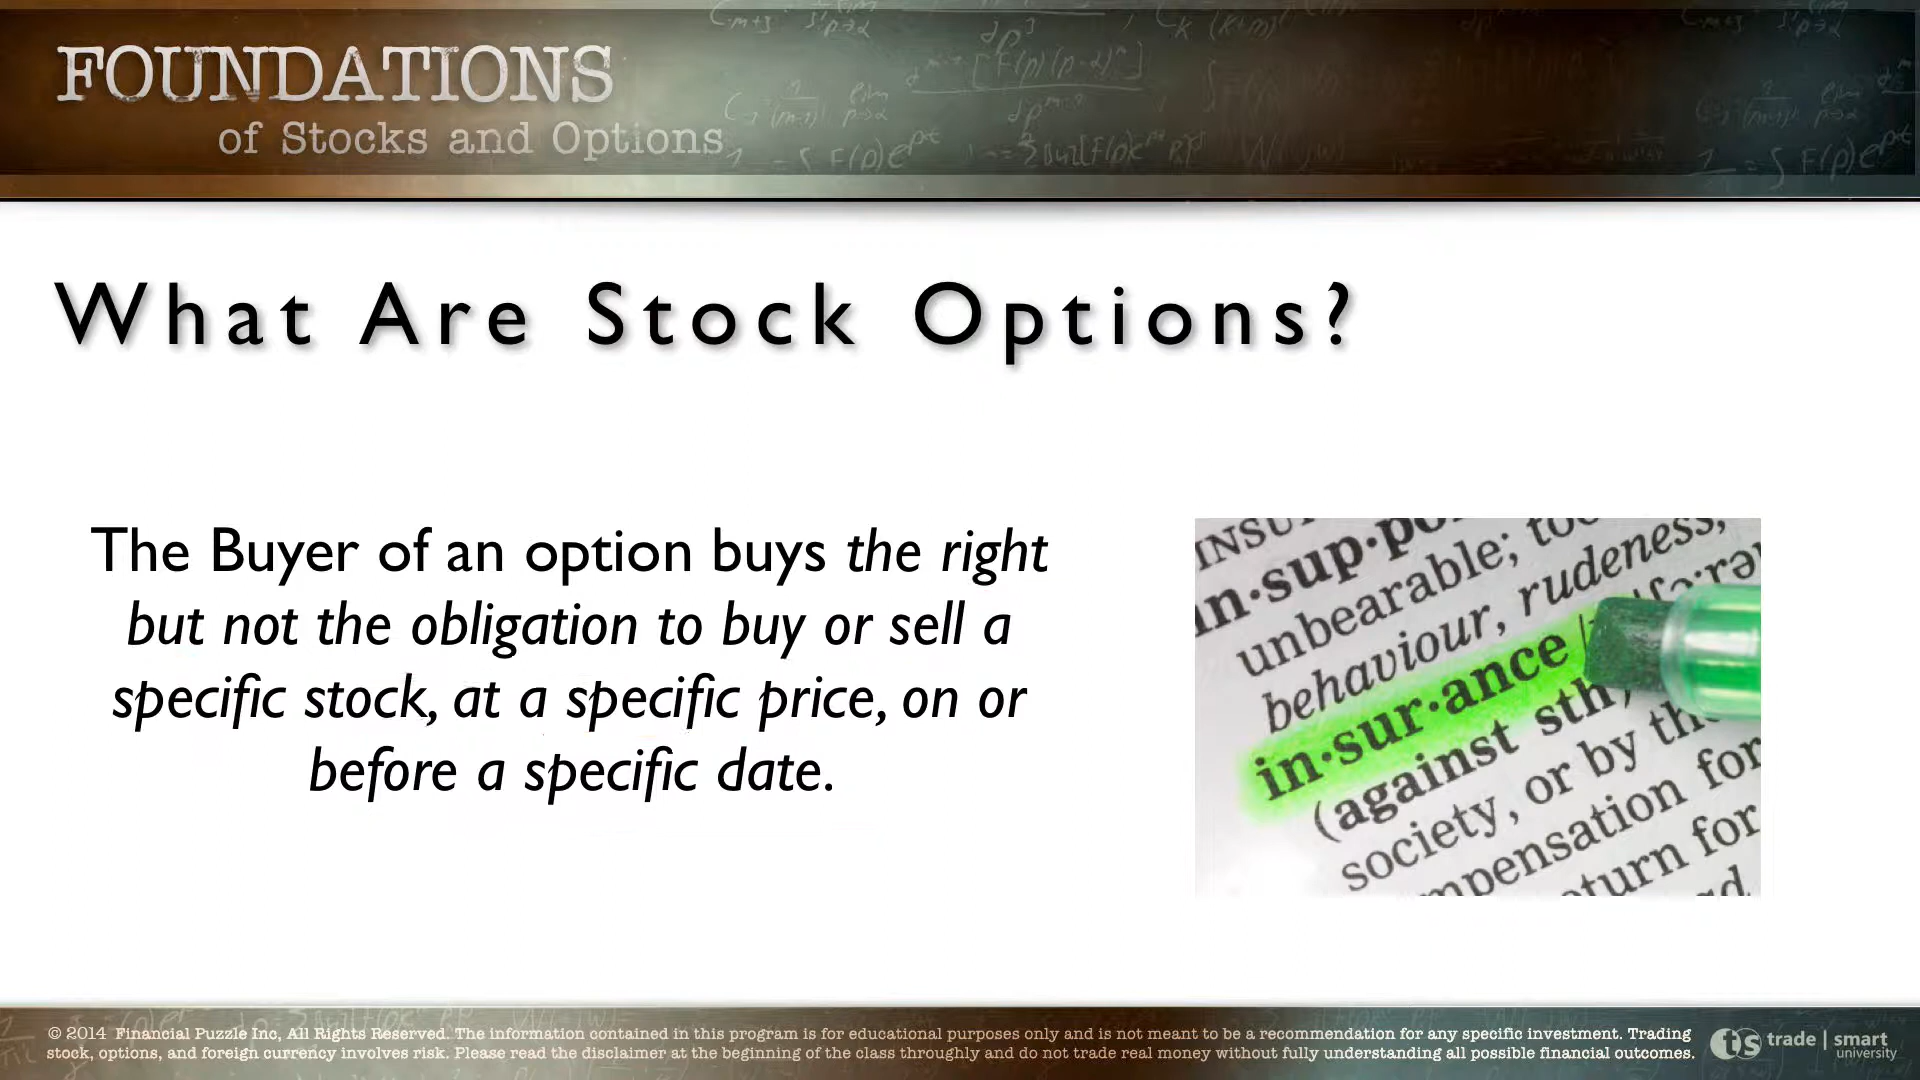 FOUNDATIONS
of Stocks and Options
What Are Stock Options?
The Buyer of an option buys the right
but not the obligation to buy or sell a
specific stock, at a specific price, on or
before a specific date.
in·sup·po
unbearable; to
behaviour, rudeness,
in·sur·ance
(against sth)
society, or by th
mpensation for
eturn for
© 2014 Financial Puzzle Inc, All Rights Reserved. The information contained in this program is for educational purposes only and is not meant to be a recommendation for any specific investment. Trading
stock, options, and foreign currency involves risk. Please read the disclaimer at the beginning of the class throughly and do not trade real money without fully understanding all possible financial outcomes.
ts trade | smart
university